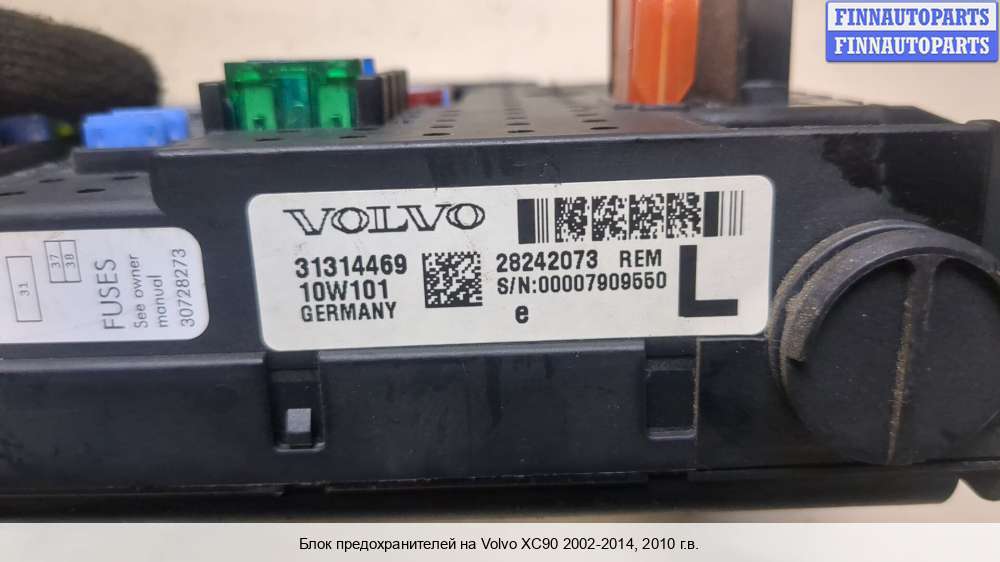 FINNAUTOPARTS
FINNAUTOPARTS
VOLVO
31314469
10W101
GERMANY
28242073 REM
S/N:00007909550
e
L
31
37
38
FUSES
See owner
manual
30728273
Блок предохранителей на Volvo XC90 2002-2014, 2010 г.в.